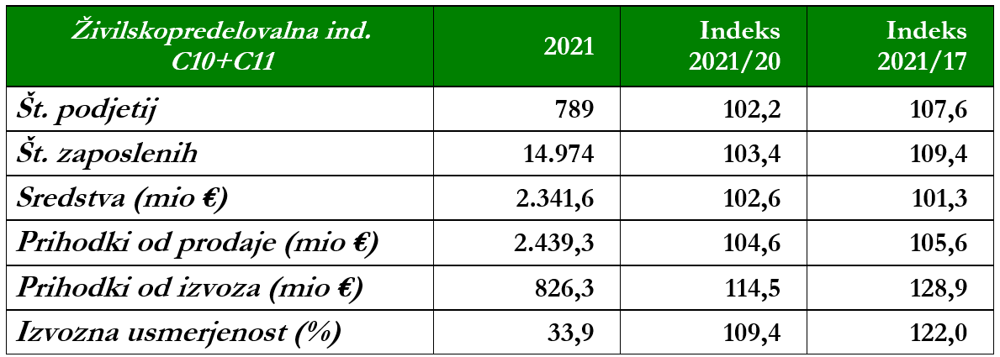 Živilskopredelovalna ind.
C10+C11
2021
Indeks
2021/20
Indeks
2021/17
Št. podjetij 789 102,2 107,6
Št. zaposlenih 14.974 103,4 109,4
Sredstva (mio €) 2.341,6 102,6 101,3
Prihodki od prodaje (mio €) 2.439,3 104,6 105,6
Prihodki od izvoza (mio €) 826,3 114,5 128,9
Izvozna usmerjenost (%) 33,9 109,4 122,0